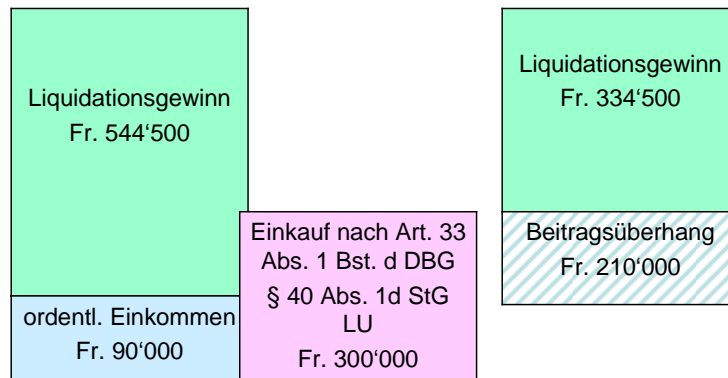 Liquidationsgewinn
Fr. 544‘500
ordentl. Einkommen
Fr. 90‘000
Einkauf nach Art. 33
Abs. 1 Bst. d DBG
§ 40 Abs. 1d StG
LU
Fr. 300‘000
Liquidationsgewinn
Fr. 334‘500
Beitragsüberhang
Fr. 210‘000